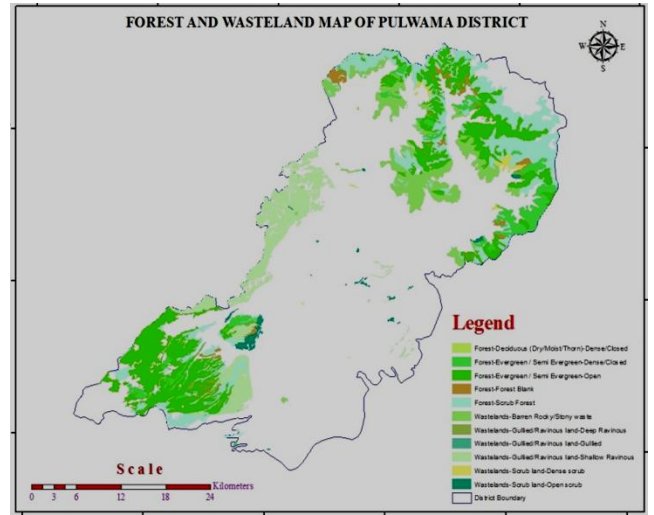 FOREST AND WASTELAND MAP OF PULWAMA DISTRICT
N
W E
S
Legend
Forest-Deciduous (Dry/Moist/Thorn)-Dense/Closed
Forest-Evergreen / Semi Evergreen-Dense/Closed
Forest-Evergreen / Semi Evergreen-Open
Forest-Forest Blank
Forest-Scrub Forest
Wastelands-Barren Rocky/Stony waste
Wastelands-Gullied/Ravinous land-Deep Ravinous
Wastelands-Gullied/Ravinous land-Gullied
Wastelands-Gullied/Ravinous land-Shallow Ravinous
Wastelands-Scrub land-Dense scrub
Wastelands-Scrub land-Open scrub
District Boundary
Scale
Kilometers
0 3 6 12 18 24